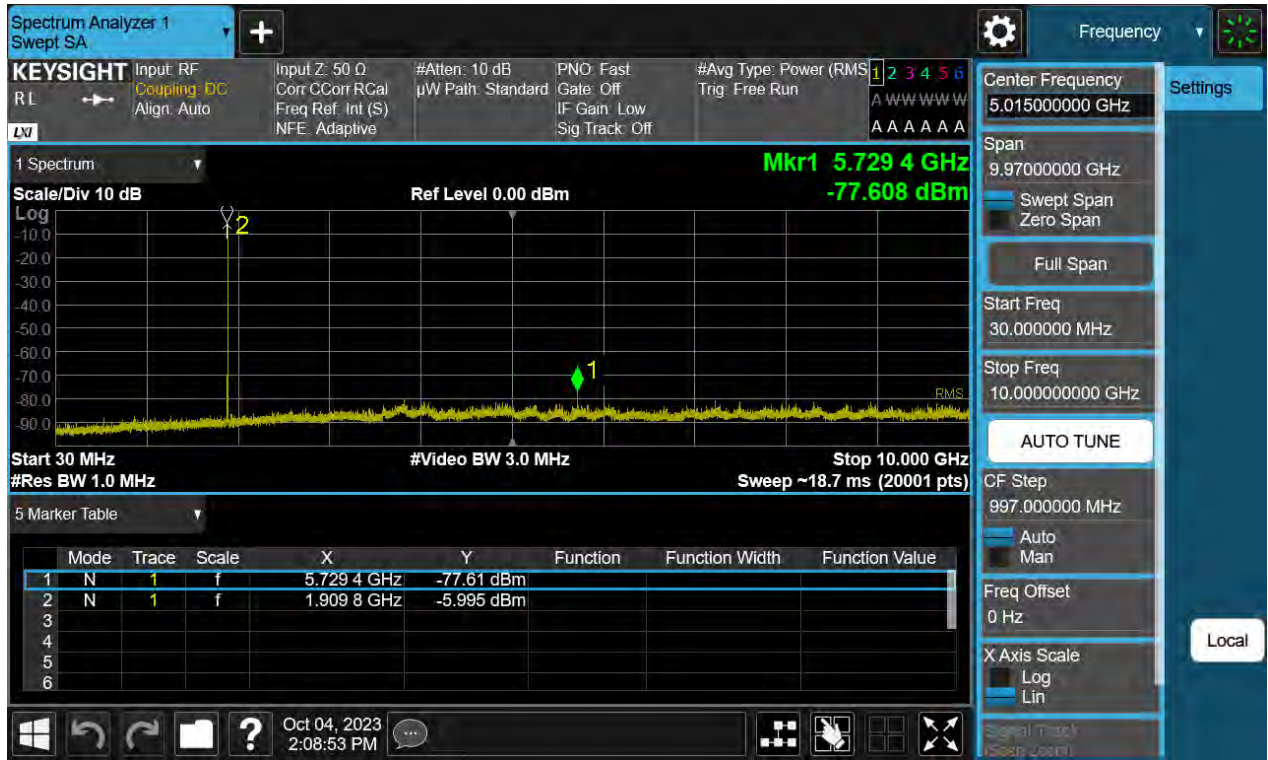 Spectrum Analyzer 1
Swept SA
Frequency
KEYSIGHT
RL
LXI
Input: RF
Coupling: DC
Align: Auto
Input Z: 50 Ω
Corr CCorr RCal
Freq Ref: Int (S)
NFE: Adaptive
#Atten: 10 dB
µW Path: Standard
PNO: Fast
Gate: Off
IF Gain: Low
Sig Track: Off
#Avg Type: Power (RMS
Trig: Free Run
1 2 3 4 5 6
A W W W W W
A A A A A A
1 Spectrum
Mkr1 5.729 4 GHz
-77.608 dBm
Scale/Div 10 dB
Ref Level 0.00 dBm
Log
-10.0
-20.0
-30.0
-40.0
-50.0
-60.0
-70.0
-80.0
-90.0
2
1
RMS
Start 30 MHz
#Video BW 3.0 MHz
Stop 10.000 GHz
#Res BW 1.0 MHz
Sweep ~18.7 ms (20001 pts)
5 Marker Table
Mode Trace Scale X Y Function Function Width Function Value
1 N 1 f 5.729 4 GHz -77.61 dBm
2 N 1 f 1.909 8 GHz -5.995 dBm
3
4
5
6
Oct 04, 2023
2:08:53 PM
Center Frequency
5.015000000 GHz
Settings
Span
9.97000000 GHz
Swept Span
Zero Span
Full Span
Start Freq
30.000000 MHz
Stop Freq
10.000000000 GHz
AUTO TUNE
CF Step
997.000000 MHz
Auto
Man
Freq Offset
0 Hz
X Axis Scale
Log
Lin
Signal Track
(Span Zoom)
Local